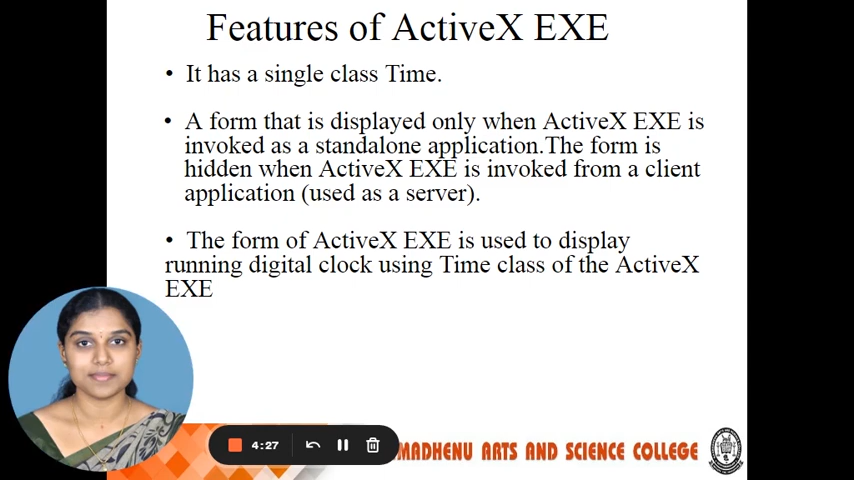 Features of ActiveX EXE
• It has a single class Time.
• A form that is displayed only when ActiveX EXE is
invoked as a standalone application.The form is
hidden when ActiveX EXE is invoked from a client
application (used as a server).
• The form of ActiveX EXE is used to display
running digital clock using Time class of the ActiveX
EXE
4:27
MADHENU ARTS AND SCIENCE COLLEGE